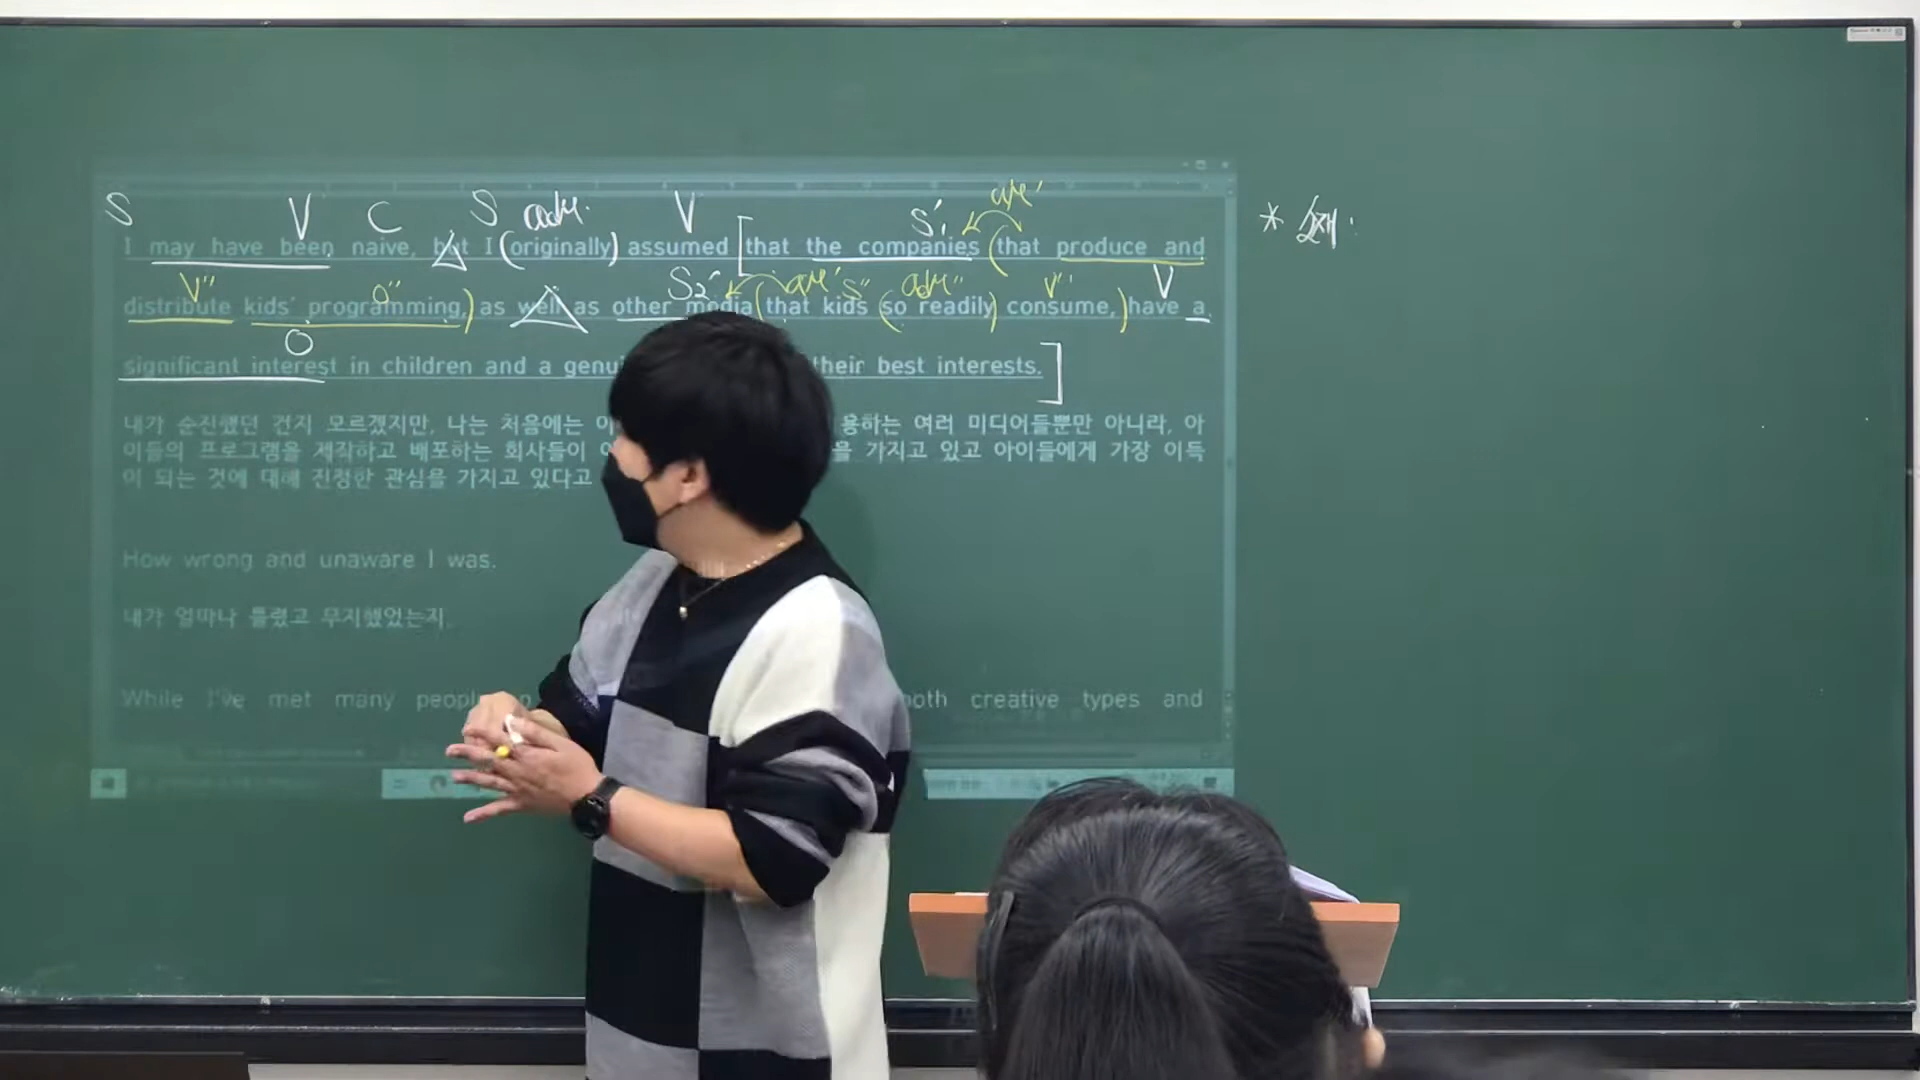 S V C S adv. V S'₁ adj'
I may have been naive, but I (originally) assumed [that the companies (that produce and
* 소재 :
V'' O'' S₂' adj' S'' adv'' V'' V
distribute kids' programming,) as well as other media (that kids (so readily) consume,) have a
O
significant interest in children and a genu their best interests.]
내가 순진했던 건지 모르겠지만, 나는 처음에는 용하는 여러 미디어들뿐만 아니라, 아
이들의 프로그램을 제작하고 배포하는 회사들이 을 가지고 있고 아이들에게 가장 이득
이 되는 것에 대해 진정한 관심을 가지고 있다고
How wrong and unaware I was.
내가 얼마나 틀렸고 무지했었는지.
While I've met many people both creative types and